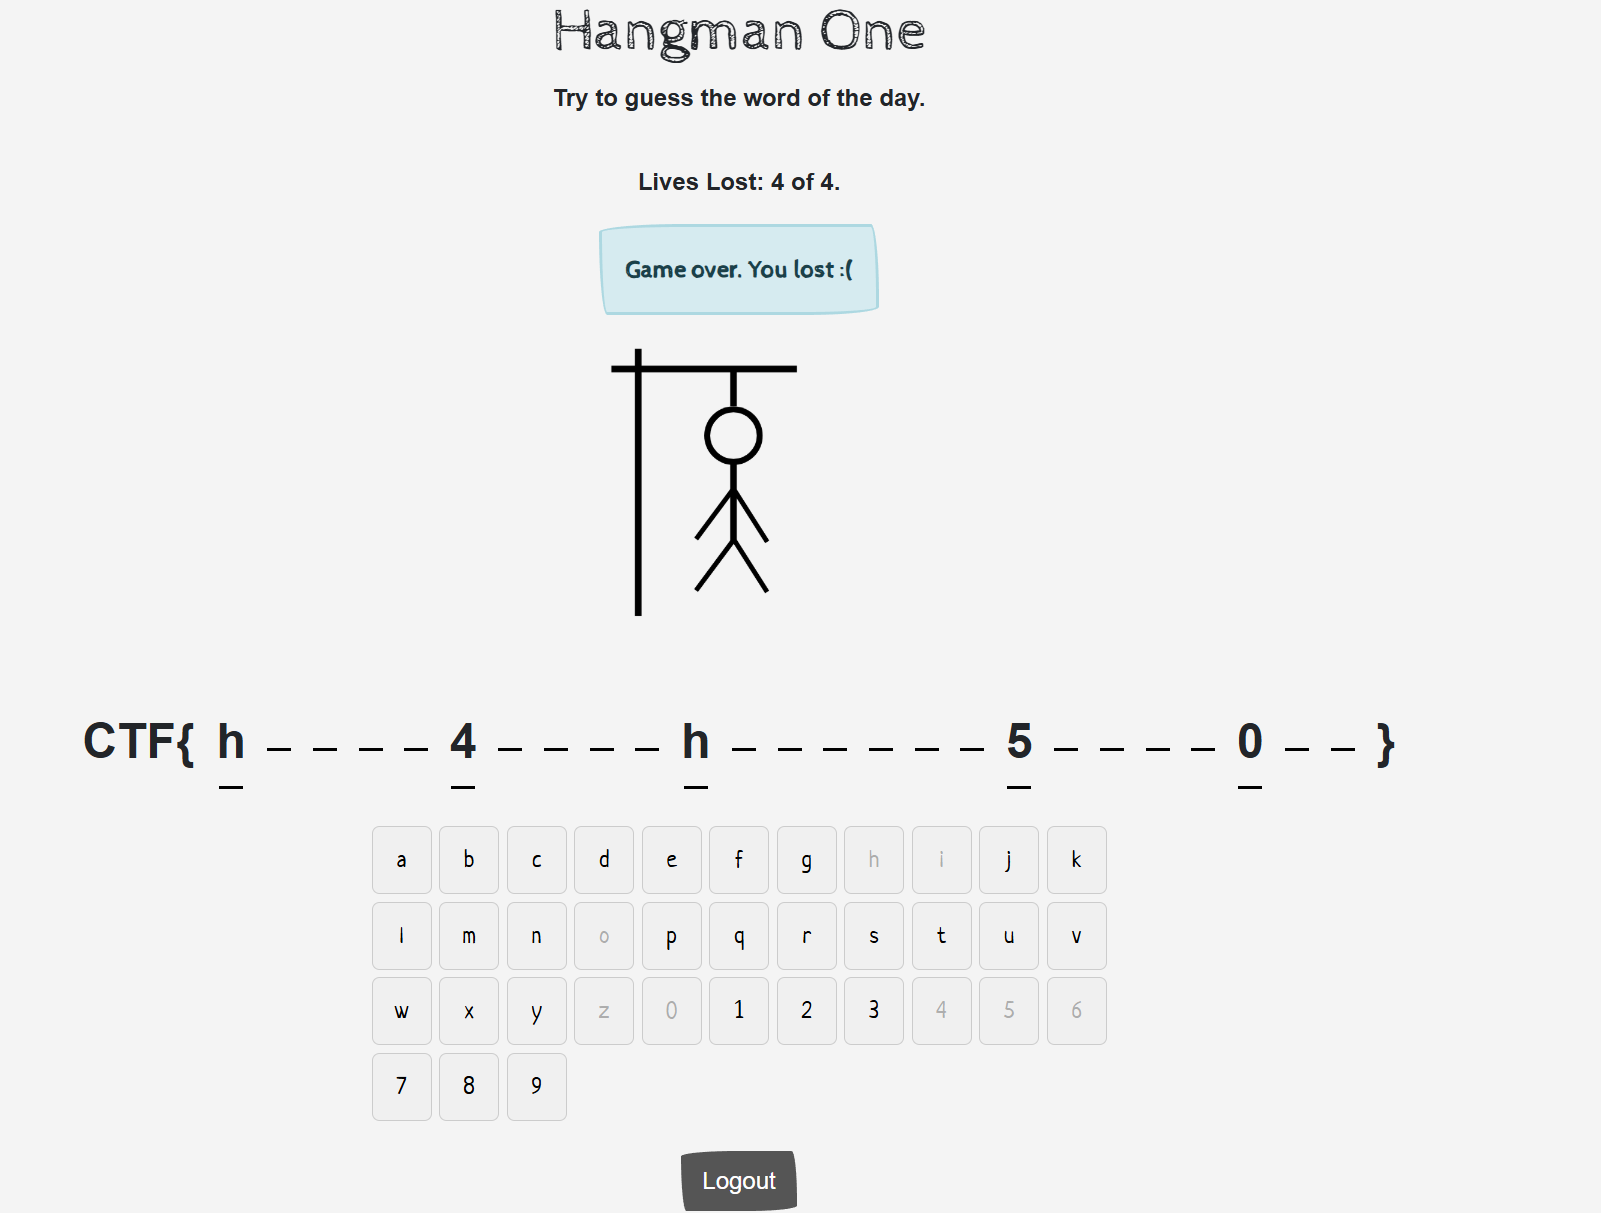 Hangman One
Try to guess the word of the day.
Lives Lost: 4 of 4.
Game over. You lost :(
CTF{ h _ _ _ _ 4 _ _ _ _ h _ _ _ _ _ _ 5 _ _ _ _ 0 _ _ }
a b c d e f g h i j k
l m n o p q r s t u v
w x y z 0 1 2 3 4 5 6
7 8 9
Logout